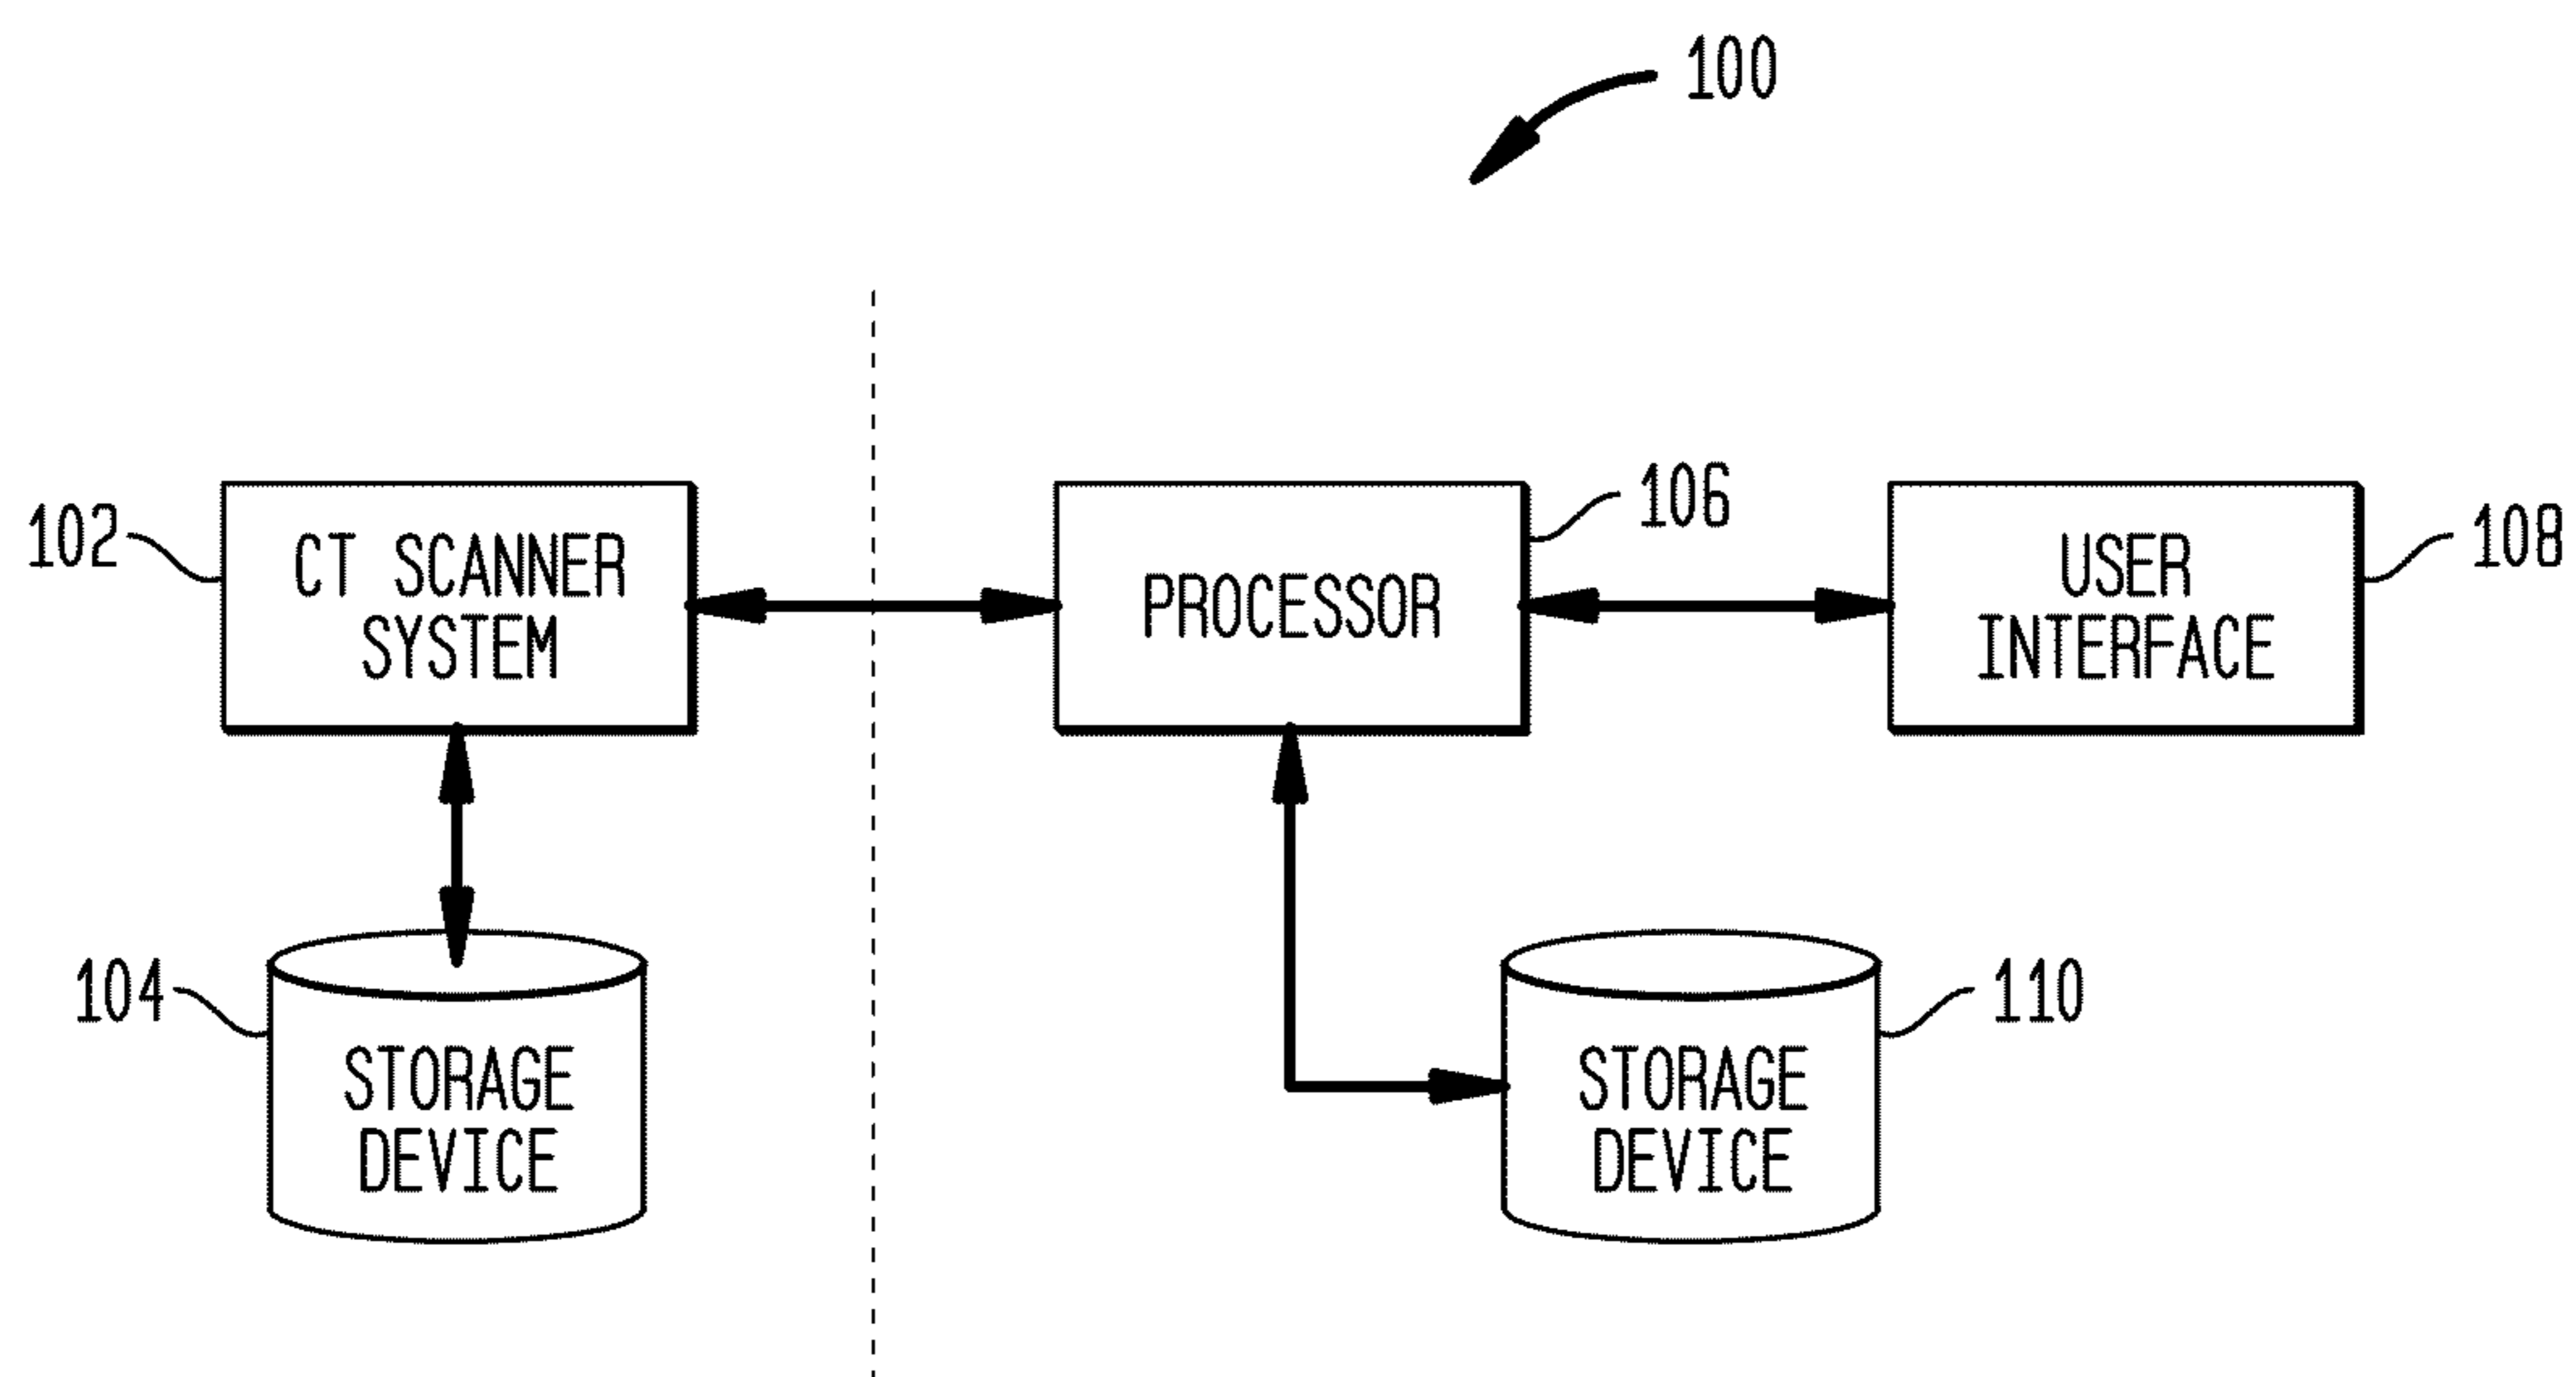 100
102
CT SCANNER
SYSTEM
106
PROCESSOR
108
USER
INTERFACE
104
STORAGE
DEVICE
110
STORAGE
DEVICE